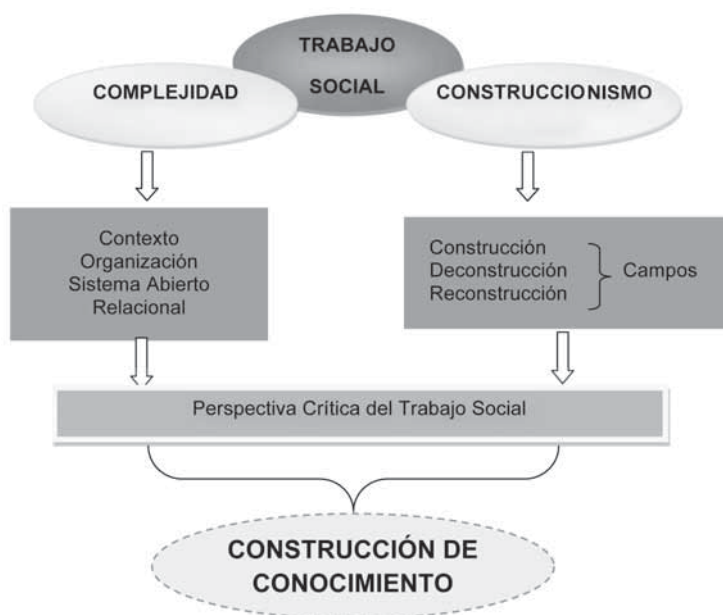 TRABAJO
SOCIAL
COMPLEJIDAD
CONSTRUCCIONISMO
Contexto
Organización
Sistema Abierto
Relacional
Construcción
Deconstrucción
Reconstrucción
Campos
Perspectiva Crítica del Trabajo Social
CONSTRUCCIÓN DE
CONOCIMIENTO